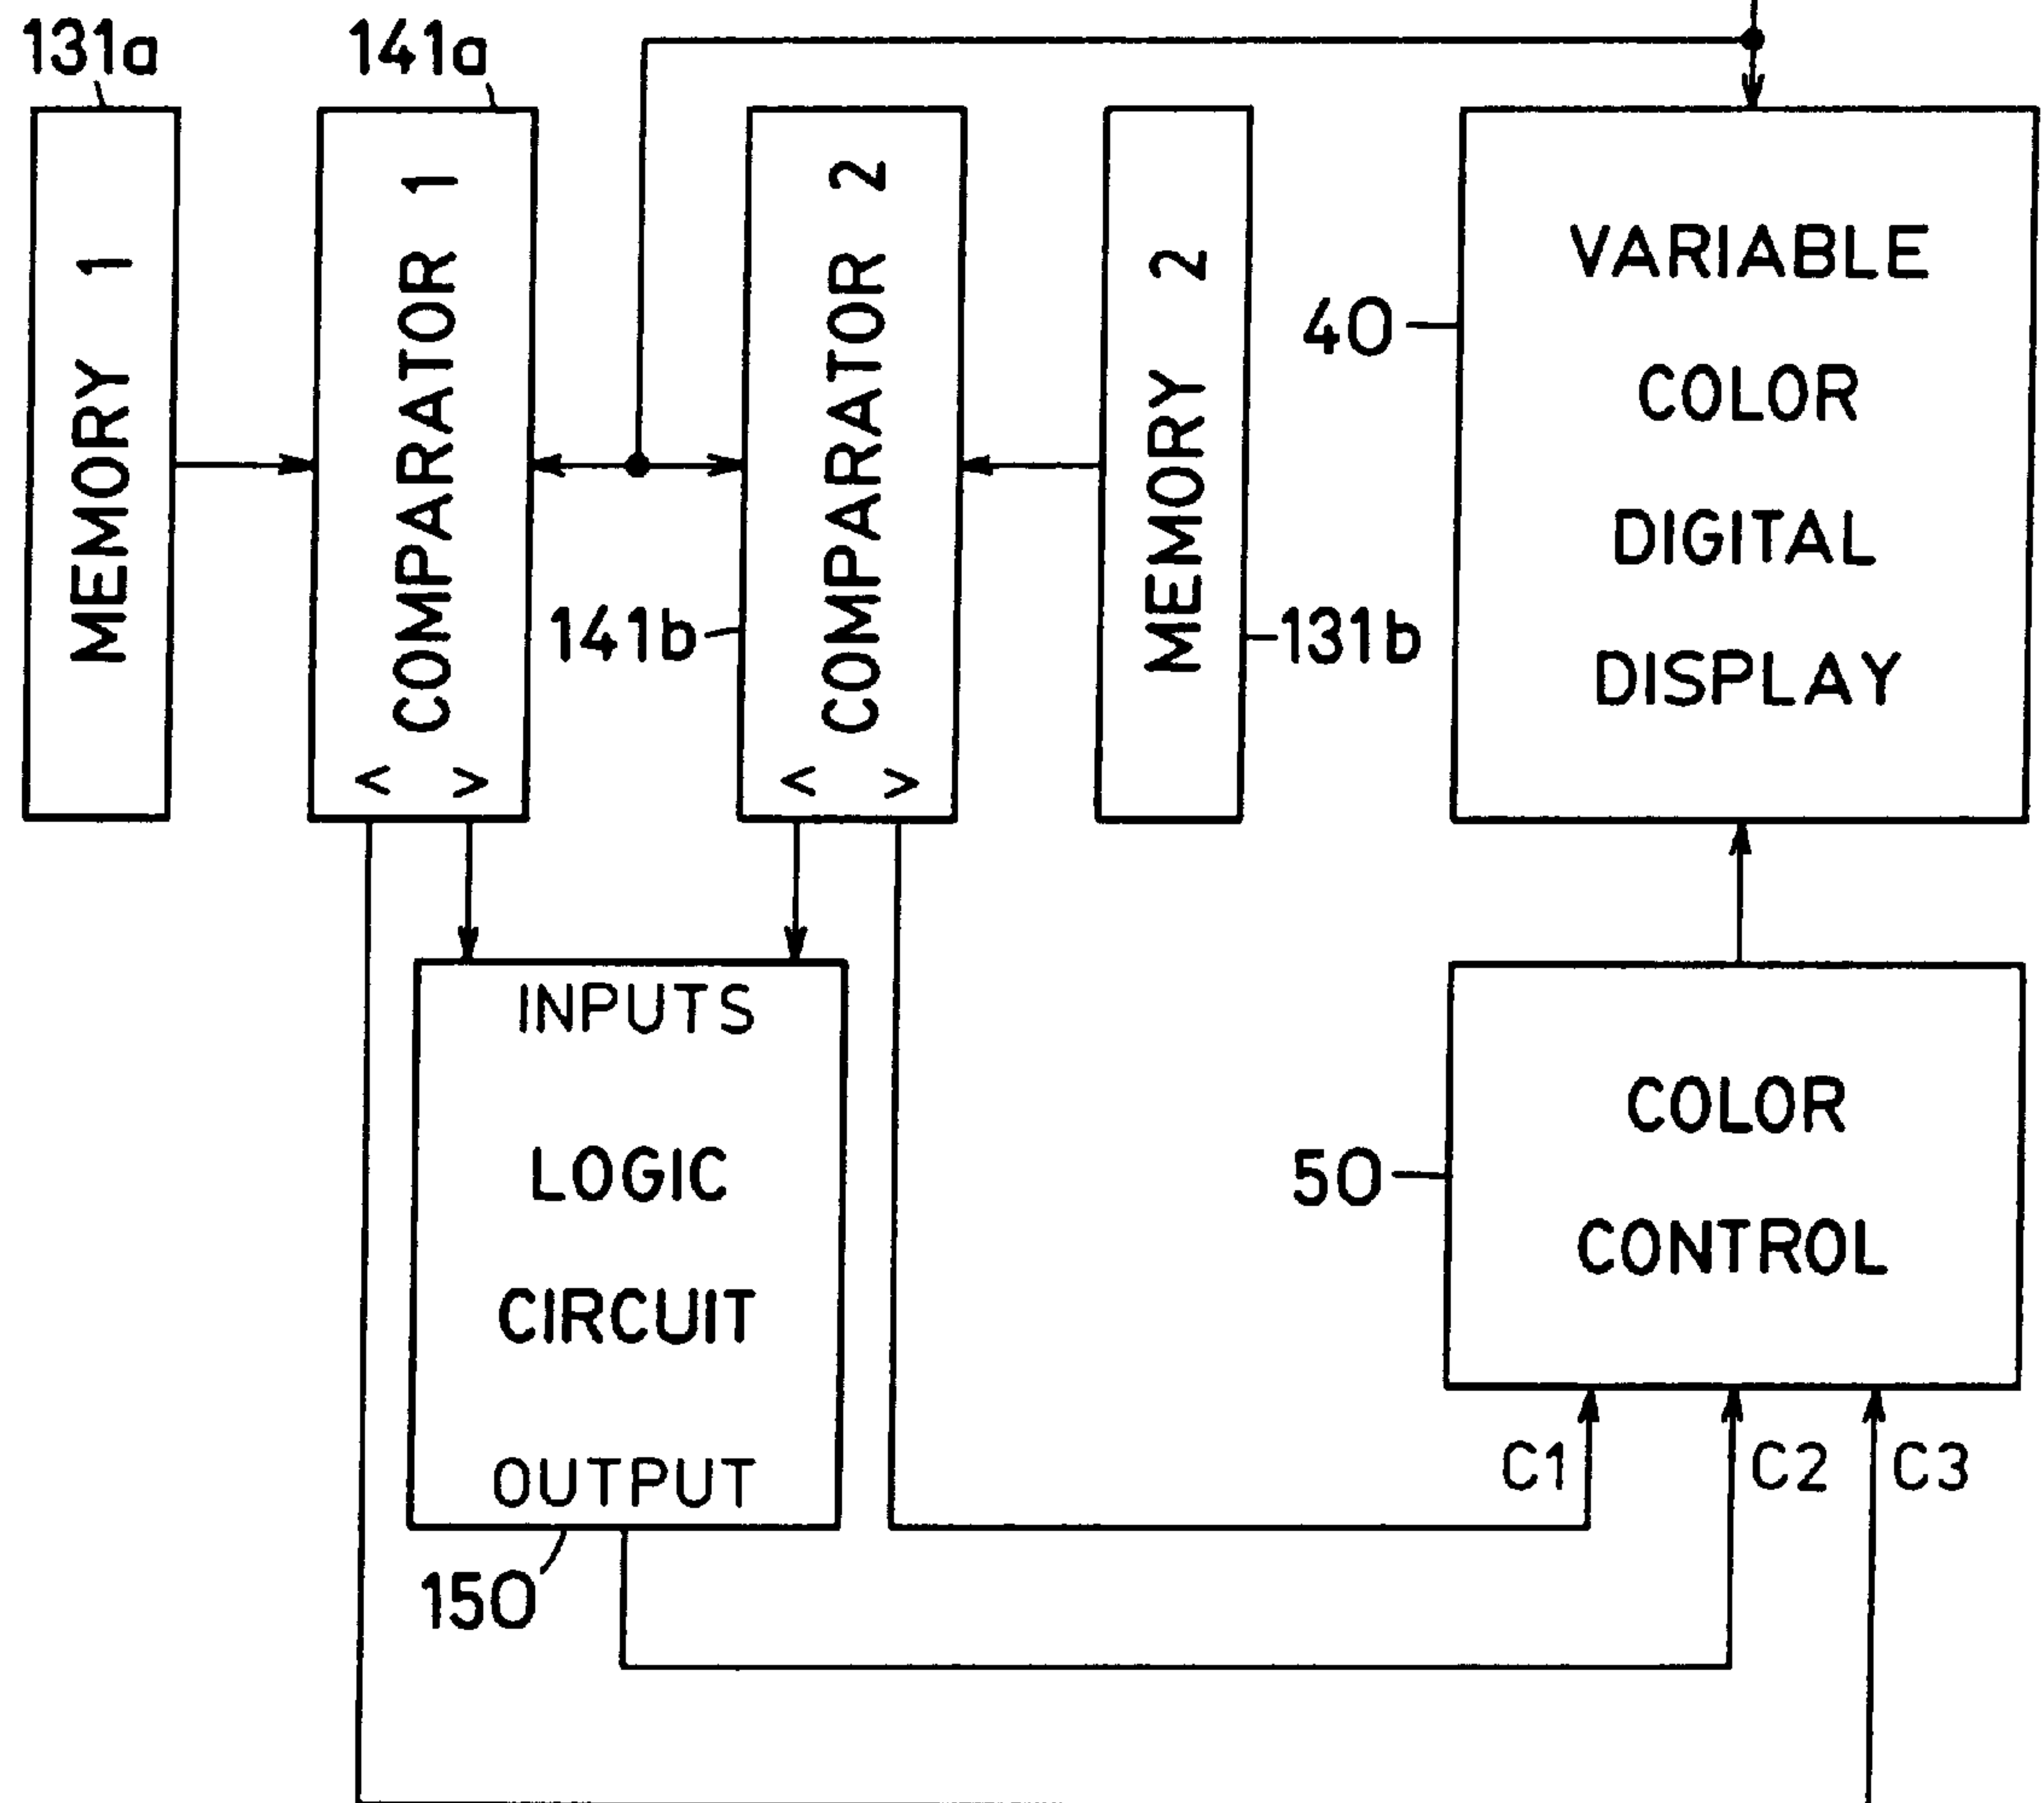 131a
141a
MEMORY 1
COMPARATOR 1
< >
COMPARATOR 2
< >
141b
MEMORY 2
131b
40
VARIABLE
COLOR
DIGITAL
DISPLAY
INPUTS
LOGIC
CIRCUIT
OUTPUT
150
50
COLOR
CONTROL
C1
C2
C3